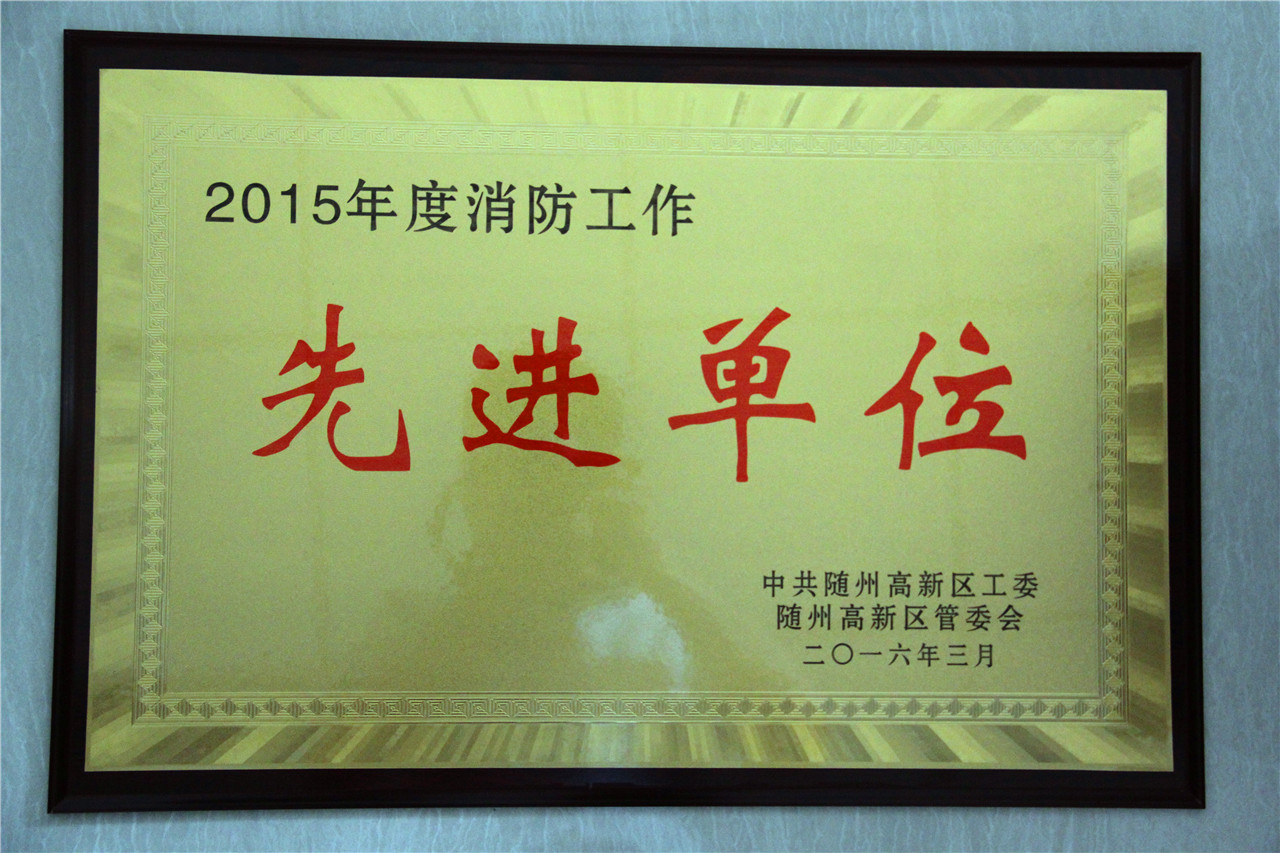 2015年度消防工作
先进单位
中共随州高新区工委
随州高新区管委会
二〇一六年三月